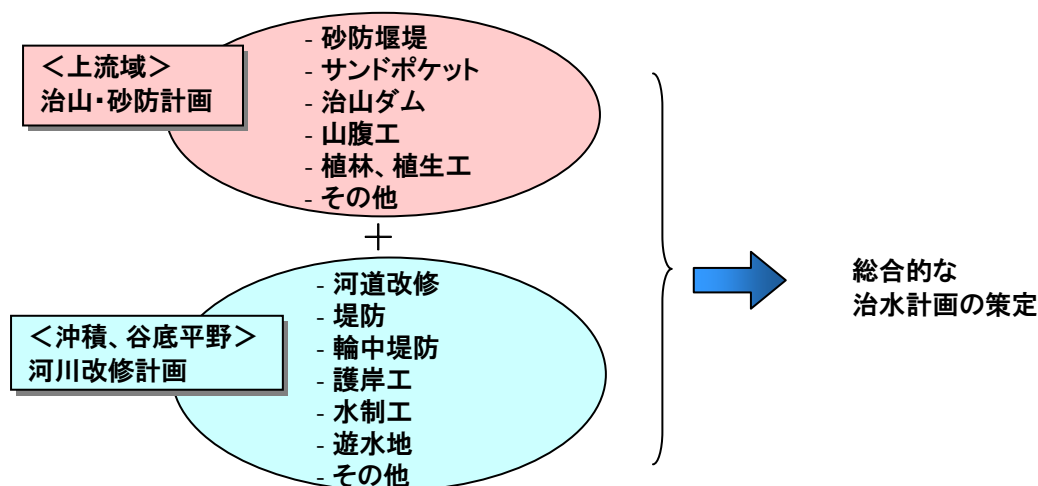 ＜上流域＞
治山・砂防計画
- 砂防堰堤
- サンドポケット
- 治山ダム
- 山腹工
- 植林、植生工
- その他
＋
＜沖積、谷底平野＞
河川改修計画
- 河道改修
- 堤防
- 輪中堤防
- 護岸工
- 水制工
- 遊水地
- その他
総合的な
治水計画の策定